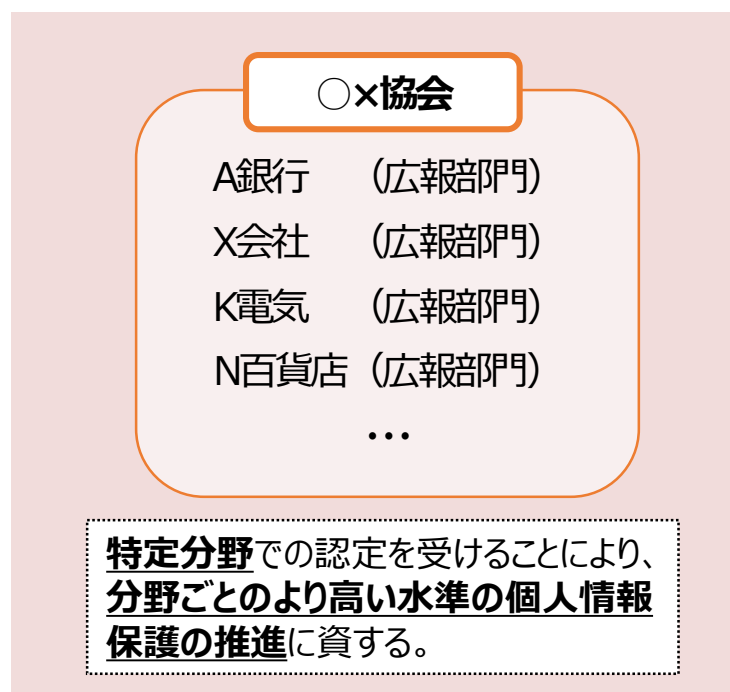 ○×協会
A銀行 （広報部門）
X会社 （広報部門）
K電気 （広報部門）
N百貨店 （広報部門）
…
特定分野での認定を受けることにより、
分野ごとのより高い水準の個人情報
保護の推進に資する。